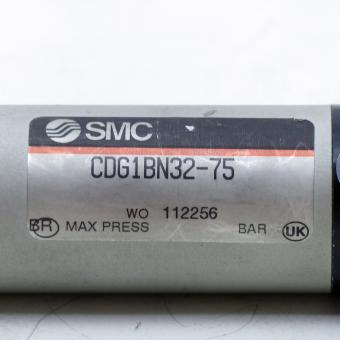 SMC
CDG1BN32-75
WO 112256
BR MAX PRESS BAR UK